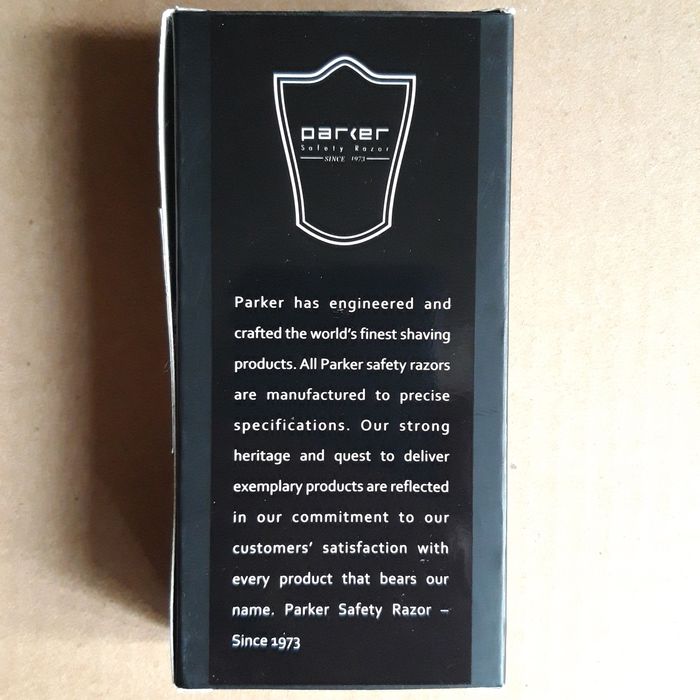 parker
Safety Razor
SINCE 1973
Parker has engineered and
crafted the world's finest shaving
products. All Parker safety razors
are manufactured to precise
specifications. Our strong
heritage and quest to deliver
exemplary products are reflected
in our commitment to our
customers' satisfaction with
every product that bears our
name. Parker Safety Razor –
Since 1973